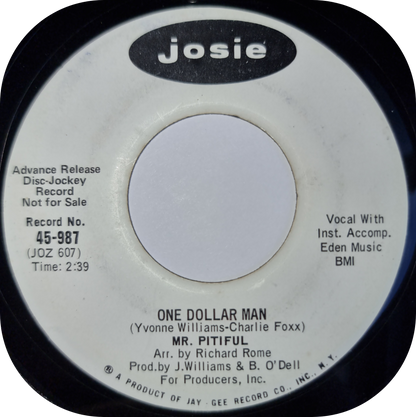 josie
Advance Release
Disc-Jockey
Record
Not for Sale
Record No.
45-987
(JOZ 607)
Time: 2:39
Vocal With
Inst. Accomp.
Eden Music
BMI
ONE DOLLAR MAN
(Yvonne Williams-Charlie Foxx)
MR. PITIFUL
Arr. by Richard Rome
Prod.by J.Williams & B. O'Dell
For Producers, Inc.
® A PRODUCT OF JAY - GEE RECORD CO., INC., N. Y.